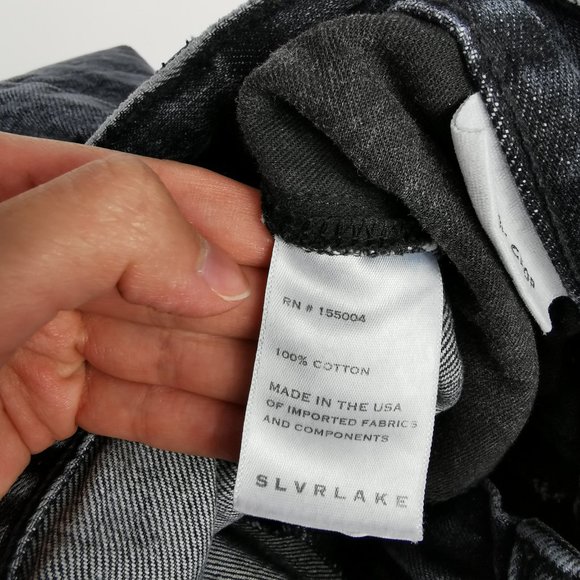 RN # 155004
100% COTTON
MADE IN THE USA
OF IMPORTED FABRICS
AND COMPONENTS
SLVRLAKE